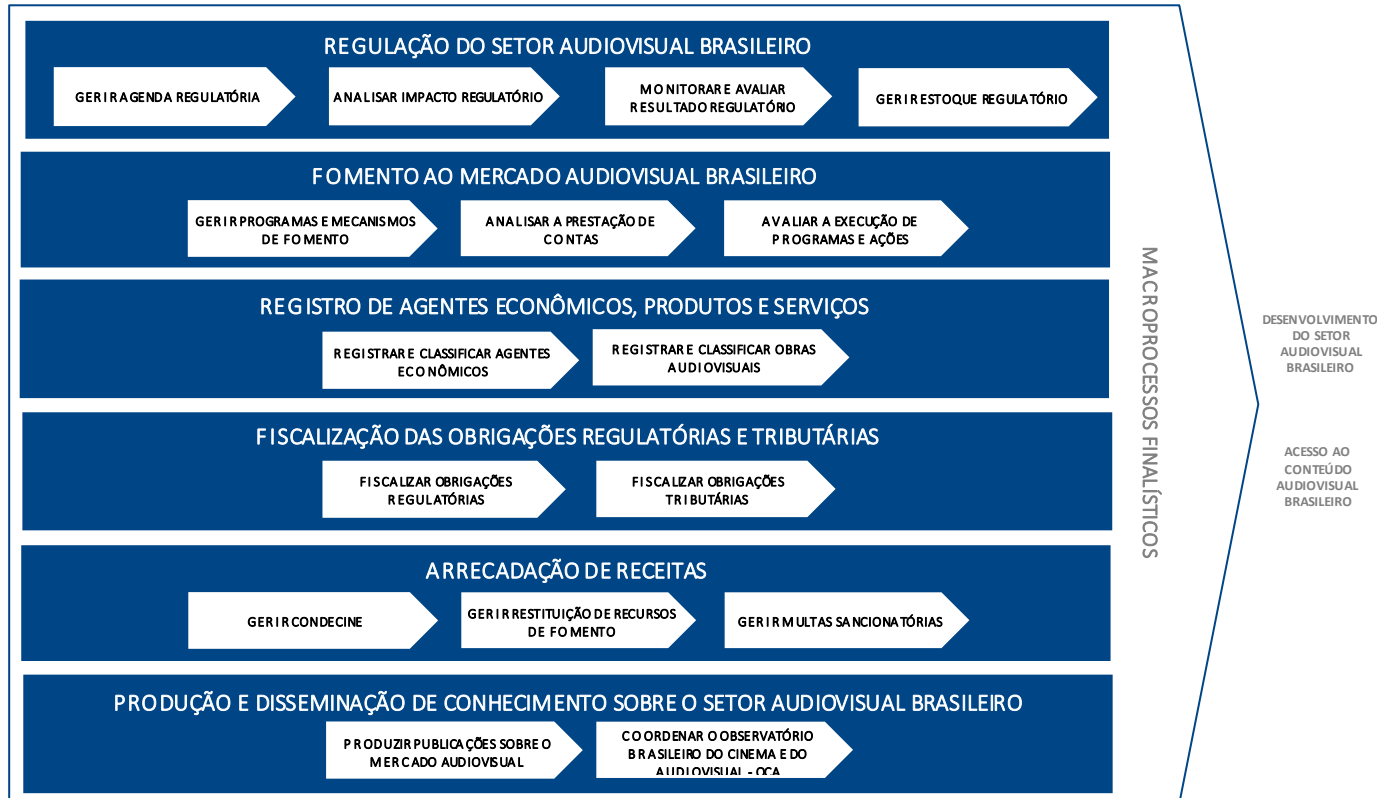 REGULAÇÃO DO SETOR AUDIOVISUAL BRASILEIRO
GERIR AGENDA REGULATÓRIA
ANALISAR IMPACTO REGULATÓRIO
MONITORAR E AVALIAR
RESULTADO REGULATÓRIO
GERIR ESTOQUE REGULATÓRIO
FOMENTO AO MERCADO AUDIOVISUAL BRASILEIRO
GERIR PROGRAMAS E MECANISMOS
DE FOMENTO
ANALISAR A PRESTAÇÃO DE
CONTAS
AVALIAR A EXECUÇÃO DE
PROGRAMAS E AÇÕES
REGISTRO DE AGENTES ECONÔMICOS, PRODUTOS E SERVIÇOS
REGISTRAR E CLASSIFICAR AGENTES
ECONÔMICOS
REGISTRAR E CLASSIFICAR OBRAS
AUDIOVISUAIS
FISCALIZAÇÃO DAS OBRIGAÇÕES REGULATÓRIAS E TRIBUTÁRIAS
FISCALIZAR OBRIGAÇÕES
REGULATÓRIAS
FISCALIZAR OBRIGAÇÕES
TRIBUTÁRIAS
ARRECADAÇÃO DE RECEITAS
GERIR CONDECINE
GERIR RESTITUIÇÃO DE RECURSOS
DE FOMENTO
GERIR MULTAS SANCIONATÓRIAS
PRODUÇÃO E DISSEMINAÇÃO DE CONHECIMENTO SOBRE O SETOR AUDIOVISUAL BRASILEIRO
PRODUZIR PUBLICAÇÕES SOBRE O
MERCADO AUDIOVISUAL
COORDENAR O OBSERVATÓRIO
BRASILEIRO DO CINEMA E DO
AUDIOVISUAL - OCA
MACROPROCESSOS FINALÍSTICOS
DESENVOLVIMENTO
DO SETOR
AUDIOVISUAL
BRASILEIRO
ACESSO AO
CONTEÚDO
AUDIOVISUAL
BRASILEIRO